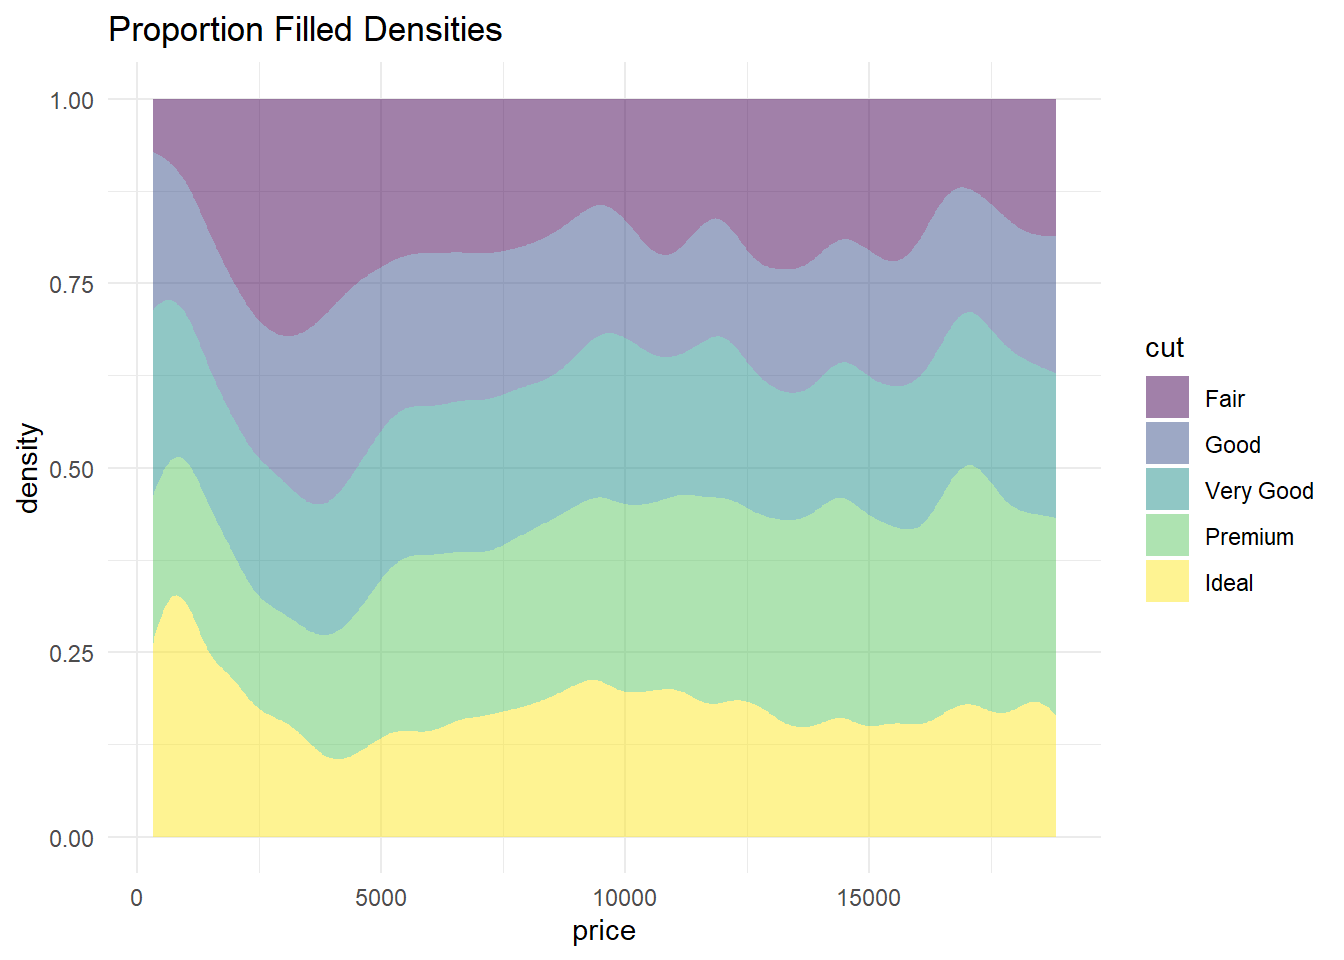 Proportion Filled Densities
1.00
0.75
0.50
0.25
0.00
density
0
5000
10000
15000
price
cut
Fair
Good
Very Good
Premium
Ideal